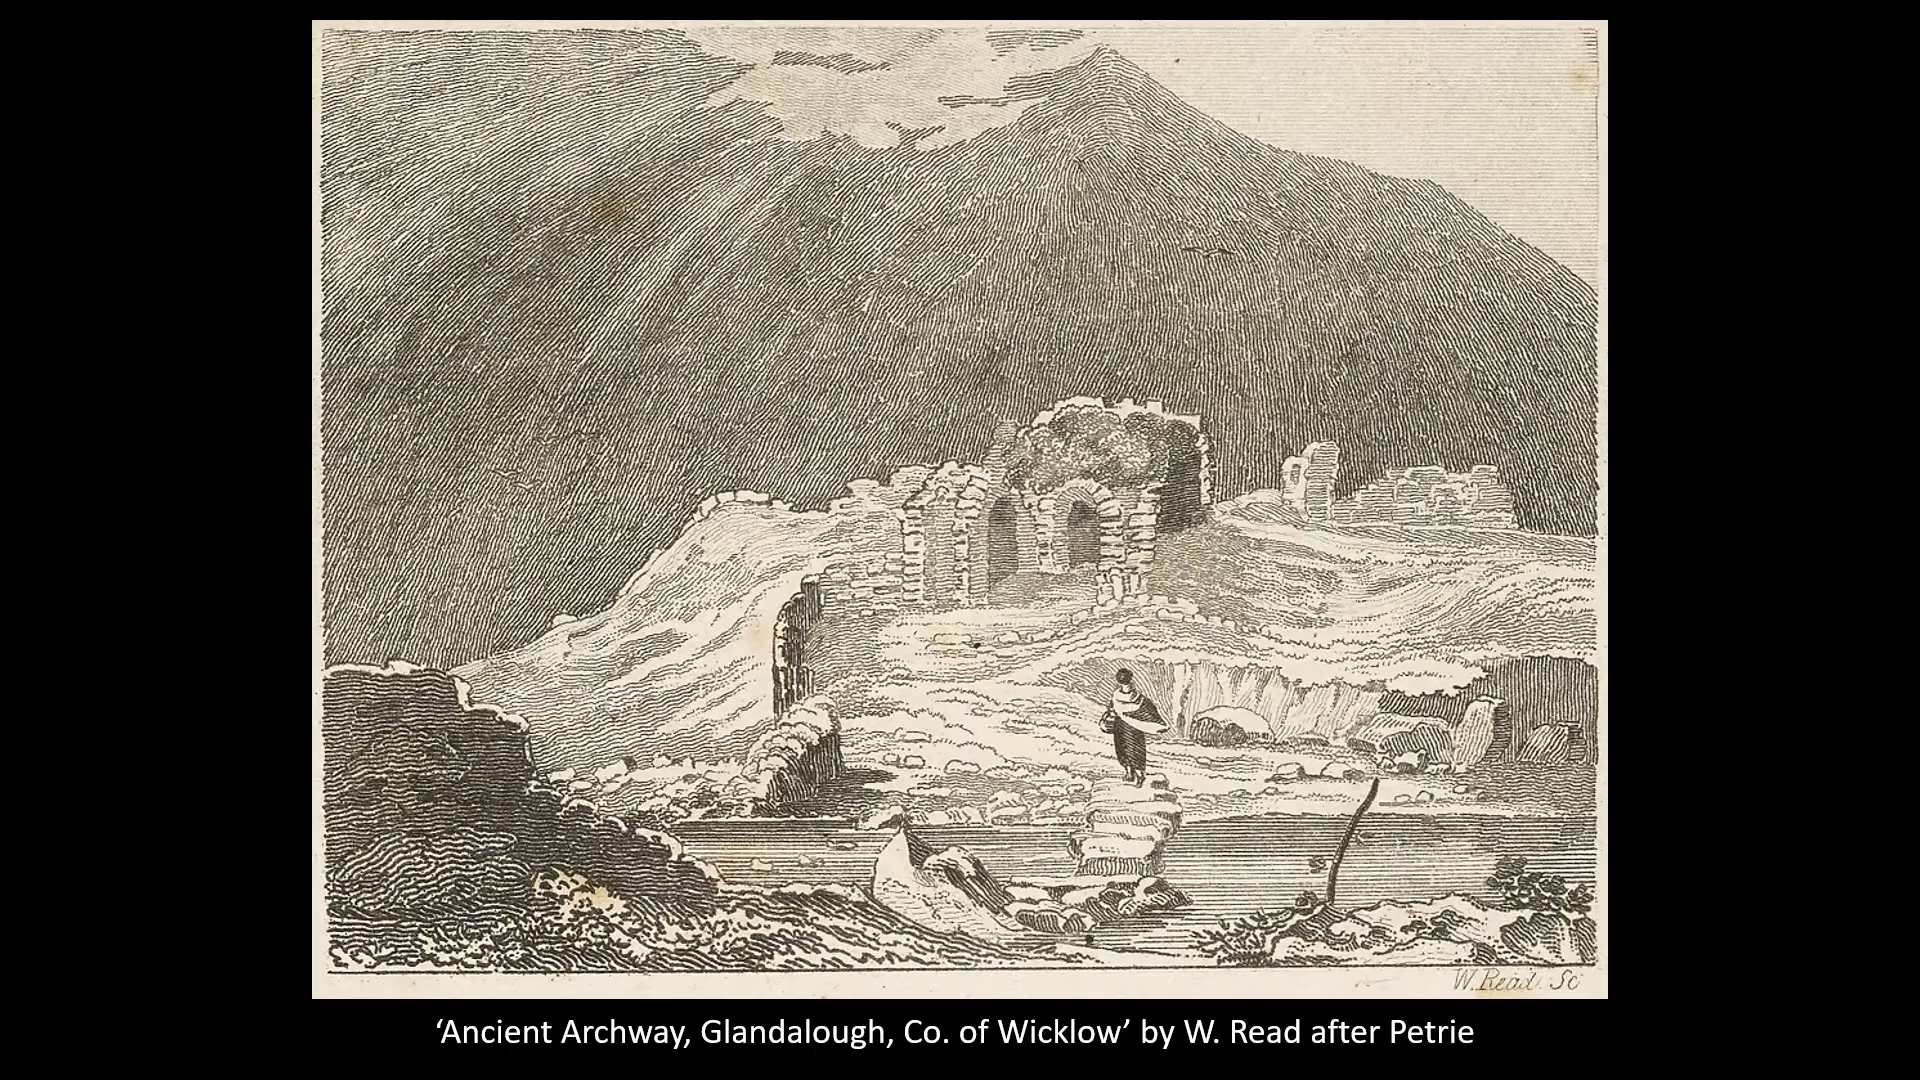 W. Read. Sc
‘Ancient Archway, Glandalough, Co. of Wicklow’ by W. Read after Petrie